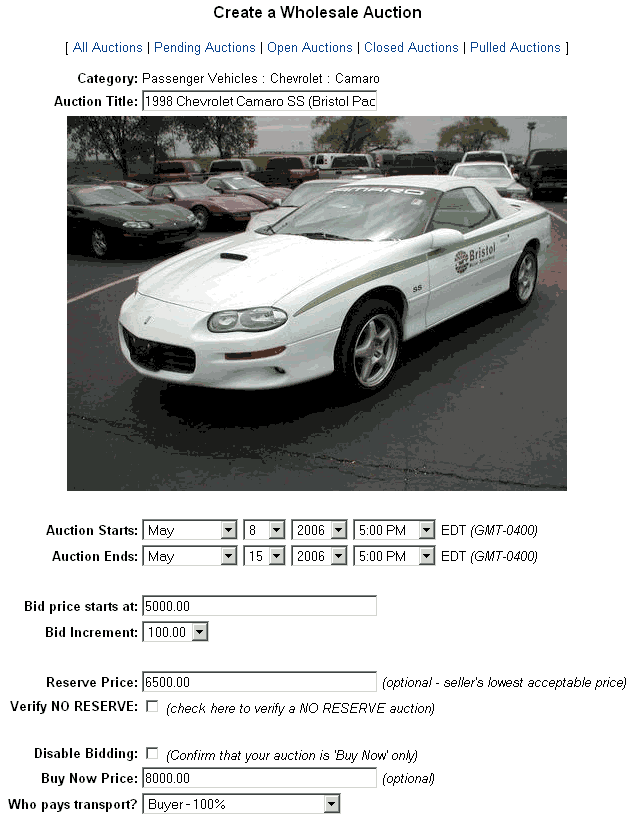 Create a Wholesale Auction
[ All Auctions | Pending Auctions | Open Auctions | Closed Auctions | Pulled Auctions ]
Category: Passenger Vehicles : Chevrolet : Camaro
Auction Title: 1998 Chevrolet Camaro SS (Bristol Pac
CAMARO
Bristol
SS
Auction Starts: May 8 2006 5:00 PM EDT (GMT-0400)
Auction Ends: May 15 2006 5:00 PM EDT (GMT-0400)
Bid price starts at: 5000.00
Bid Increment: 100.00
Reserve Price: 6500.00 (optional - seller's lowest acceptable price)
Verify NO RESERVE: (check here to verify a NO RESERVE auction)
Disable Bidding: (Confirm that your auction is 'Buy Now' only)
Buy Now Price: 8000.00 (optional)
Who pays transport? Buyer - 100%